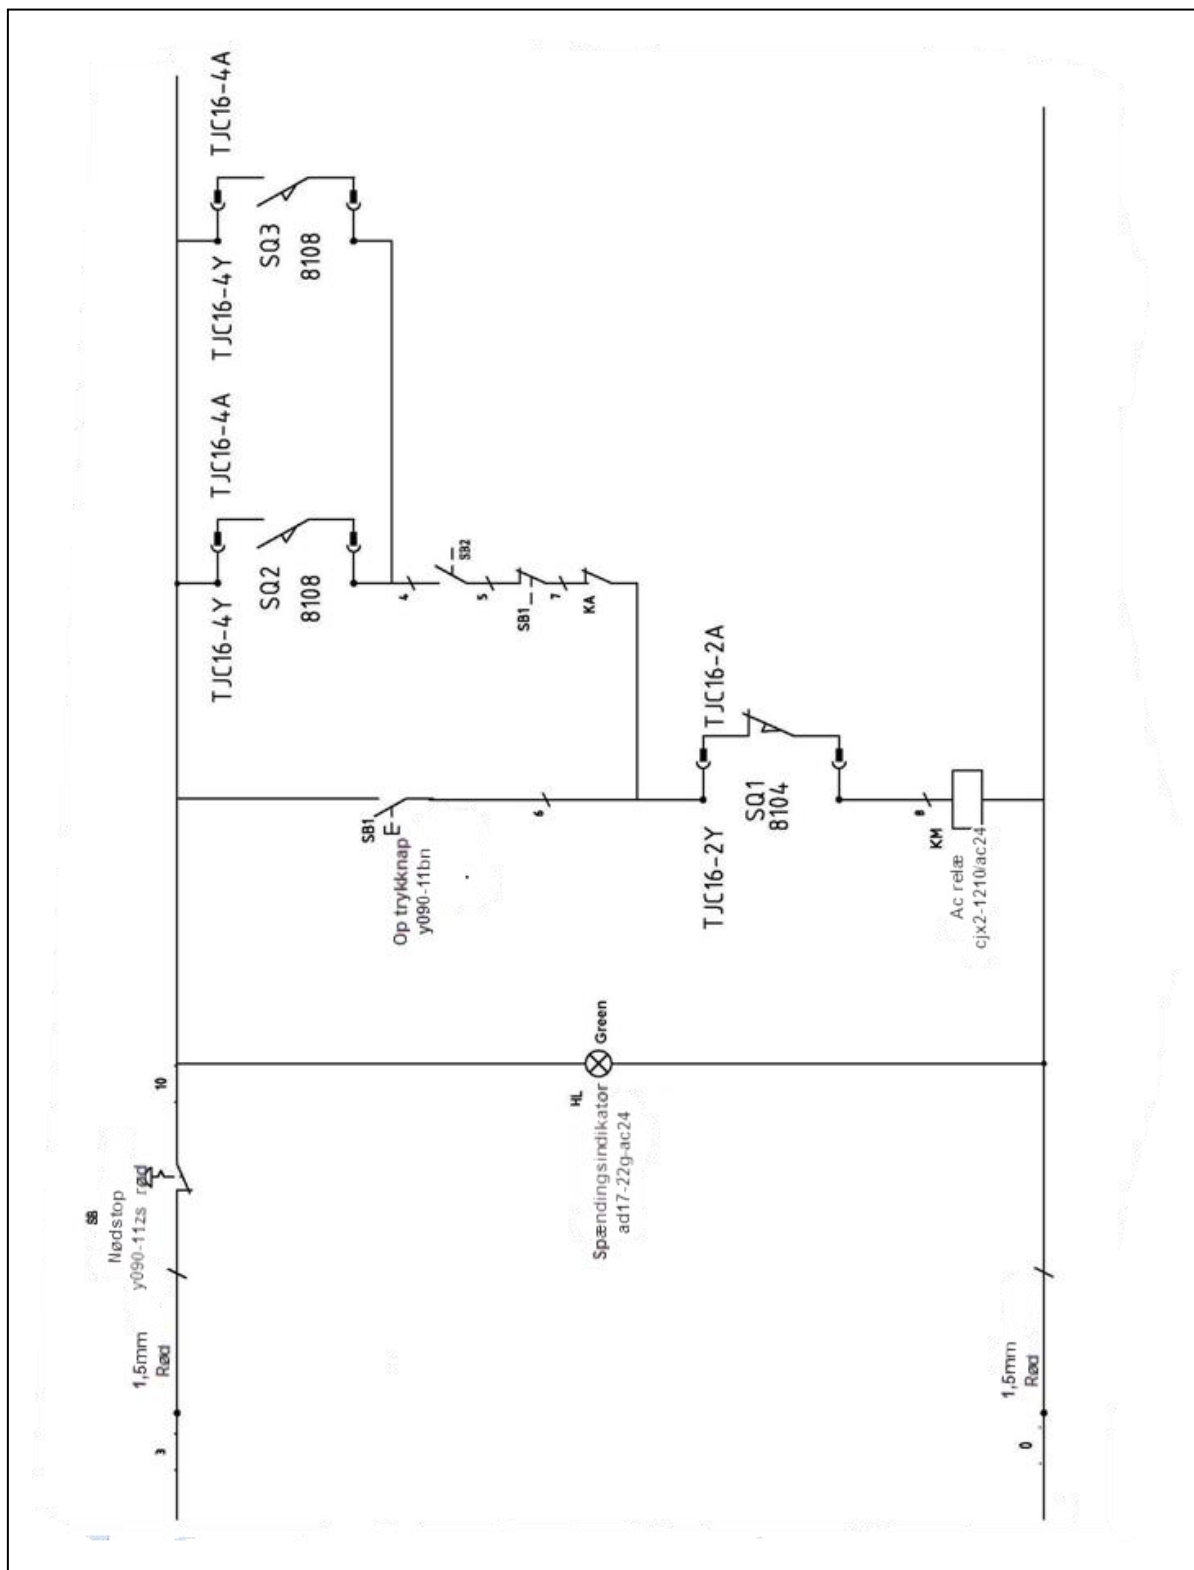 3
1,5mm
Rød
SB
Nødstop
y090-11zs rød
10
HL
Green
Spændingsindikator
ad17-22g-ac24
SB1
Op trykknap
y090-11bn
6
TJC16-2Y
TJC16-2A
SQ1
8104
8
KM
Ac relæ
cjx2-1210/ac24
TJC16-4Y
TJC16-4A
SQ2
8108
4
SB2
5
SB1
7
KA
TJC16-4Y
TJC16-4A
SQ3
8108
0
1,5mm
Rød